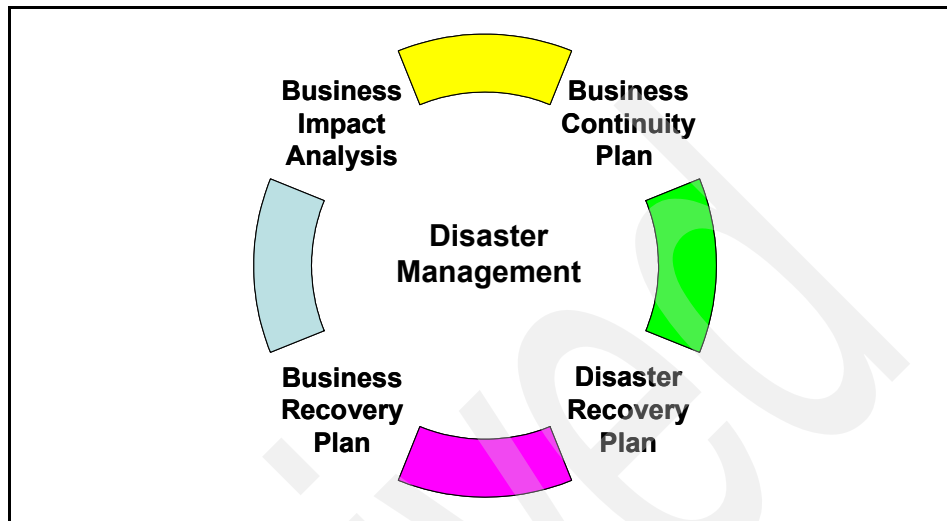 Business
Impact
Analysis
Business
Continuity
Plan
Disaster
Management
Business
Recovery
Plan
Disaster
Recovery
Plan